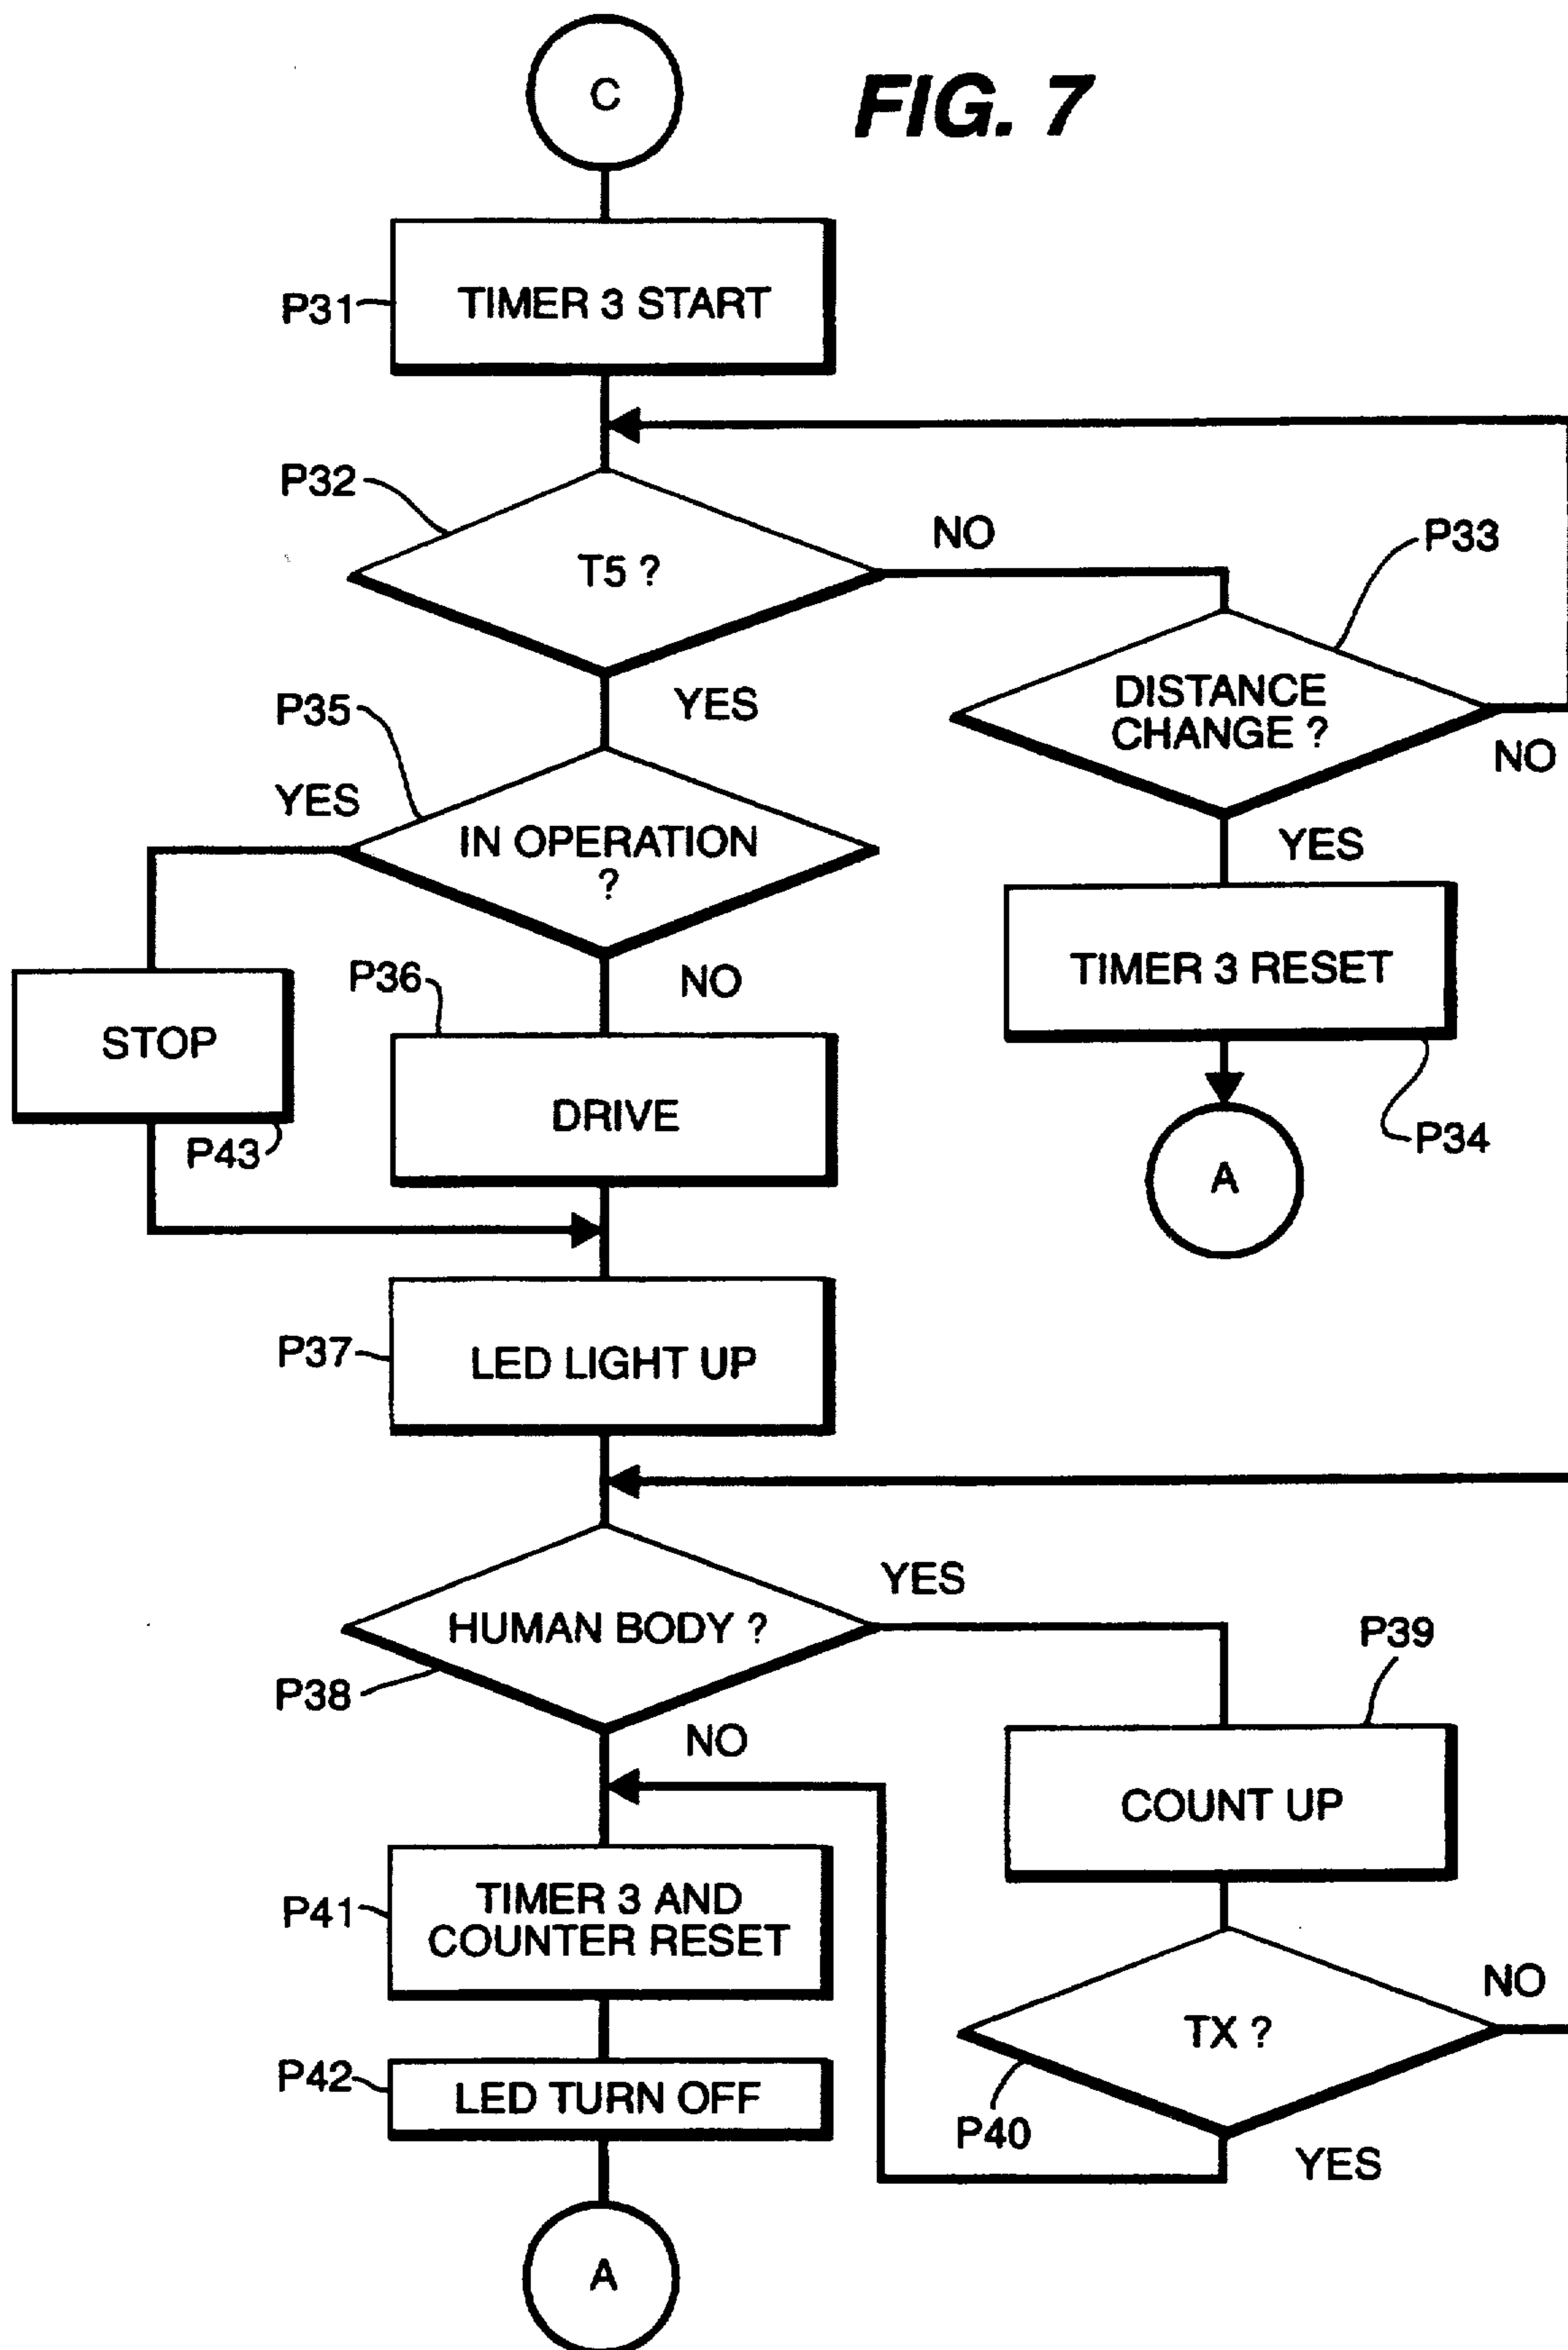 C
FIG. 7
P31
TIMER 3 START
P32
T5 ?
NO
P33
DISTANCE
CHANGE ?
NO
YES
P35
YES
IN OPERATION
?
YES
TIMER 3 RESET
P34
A
NO
P36
STOP
P43
DRIVE
P37
LED LIGHT UP
HUMAN BODY ?
YES
P38
NO
P39
COUNT UP
P41
TIMER 3 AND
COUNTER RESET
TX ?
NO
P40
YES
P42
LED TURN OFF
A